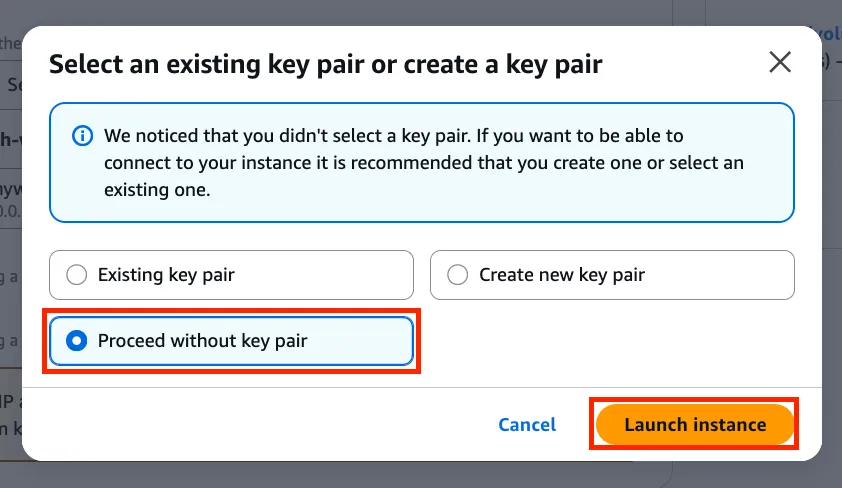 the
Select an existing key pair or create a key pair
We noticed that you didn't select a key pair. If you want to be able to
connect to your instance it is recommended that you create one or select an
existing one.
Existing key pair
Create new key pair
Proceed without key pair
Cancel
Launch instance